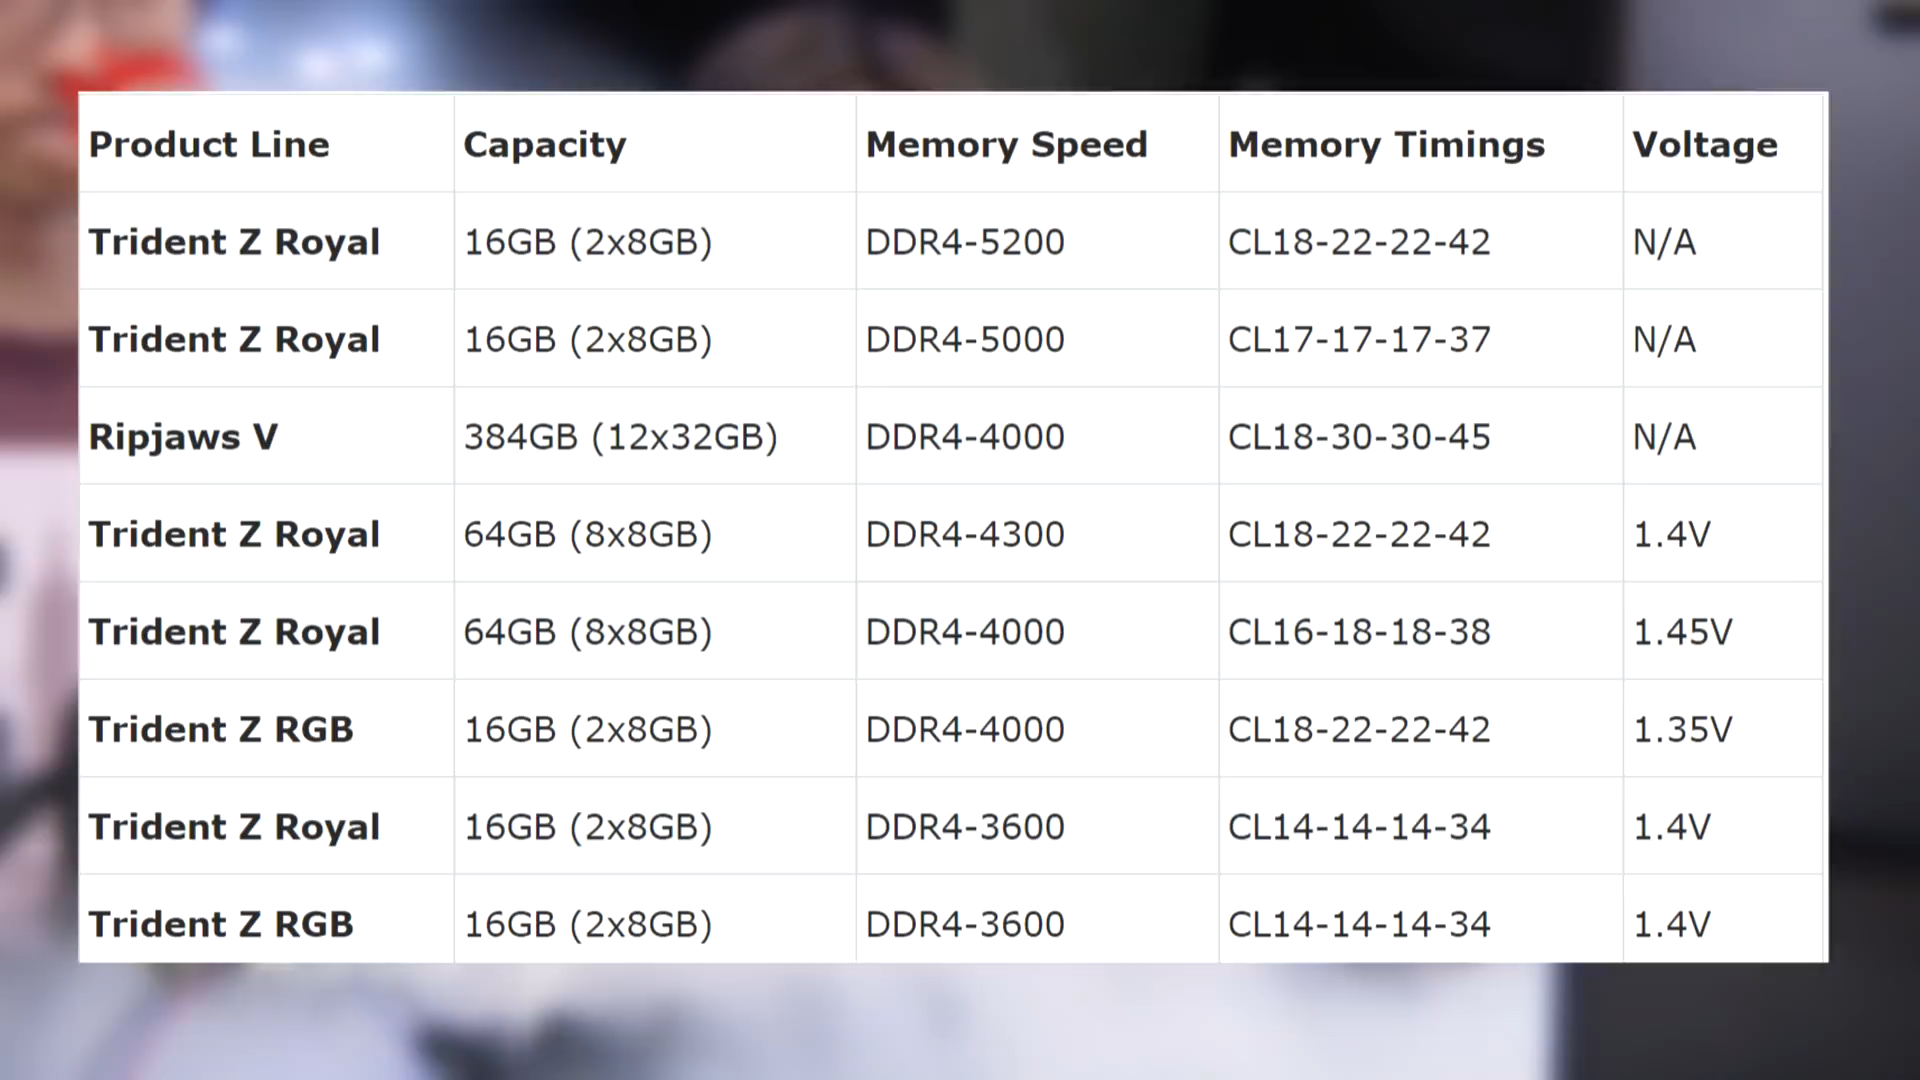 Product Line Capacity Memory Speed Memory Timings Voltage
Trident Z Royal 16GB (2x8GB) DDR4-5200 CL18-22-22-42 N/A
Trident Z Royal 16GB (2x8GB) DDR4-5000 CL17-17-17-37 N/A
Ripjaws V 384GB (12x32GB) DDR4-4000 CL18-30-30-45 N/A
Trident Z Royal 64GB (8x8GB) DDR4-4300 CL18-22-22-42 1.4V
Trident Z Royal 64GB (8x8GB) DDR4-4000 CL16-18-18-38 1.45V
Trident Z RGB 16GB (2x8GB) DDR4-4000 CL18-22-22-42 1.35V
Trident Z Royal 16GB (2x8GB) DDR4-3600 CL14-14-14-34 1.4V
Trident Z RGB 16GB (2x8GB) DDR4-3600 CL14-14-14-34 1.4V